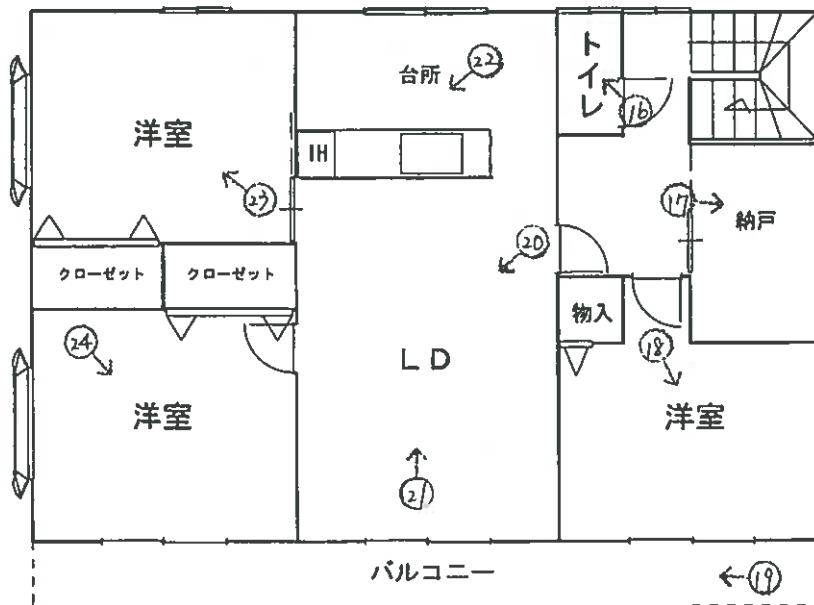 トイレ
22
台所
16
洋室
IH
23
17
納戸
20
クローゼット
クローゼット
物入
24
18
LD
洋室
洋室
21
バルコニー
19